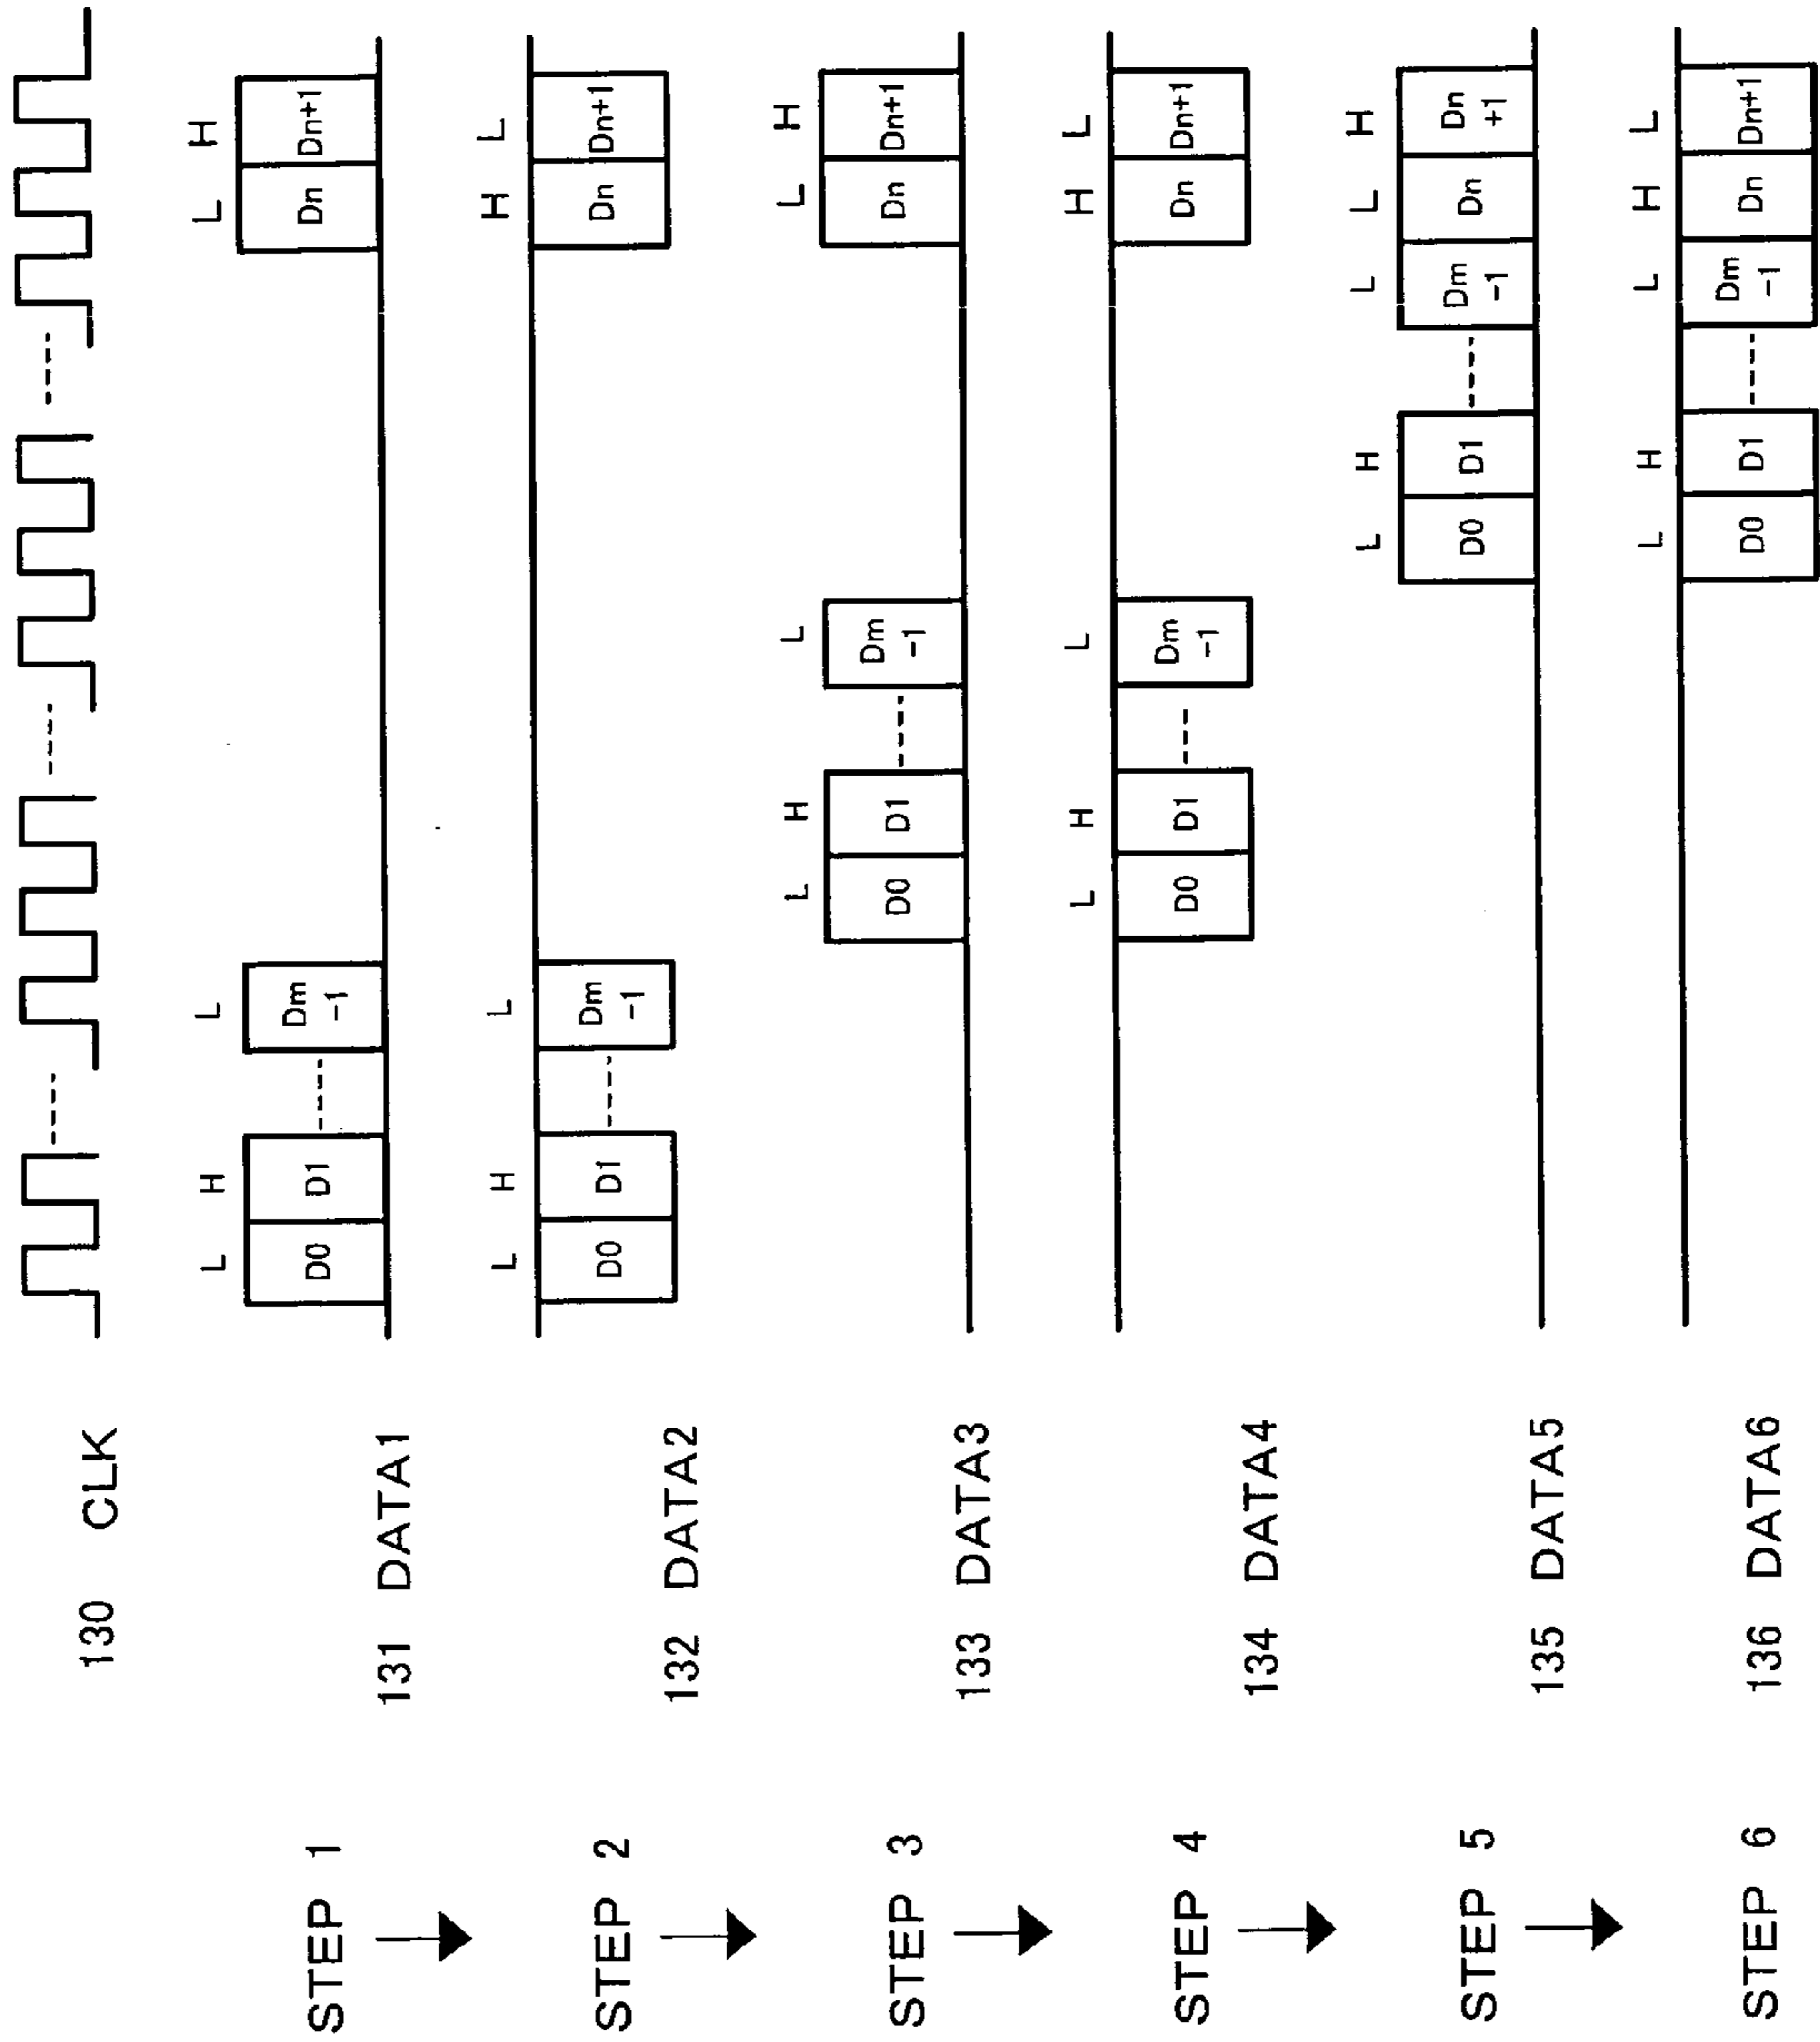 130 CLK
L H L L H
STEP 1 D0 D1 Dm Dn Dn+1
-1
131 DATA1
L H L H L
STEP 2 D0 D1 Dm Dn Dn+1
-1
132 DATA2
L H L L H
STEP 3 D0 D1 Dm Dn Dn+1
-1
133 DATA3
L H L H L
STEP 4 D0 D1 Dm Dn Dn+1
-1
134 DATA4
L H L L H
STEP 5 D0 D1 Dm Dn Dn
-1 +1
135 DATA5
L H L H L
STEP 6 136 DATA6 D0 D1 Dm Dn Dn+1
-1